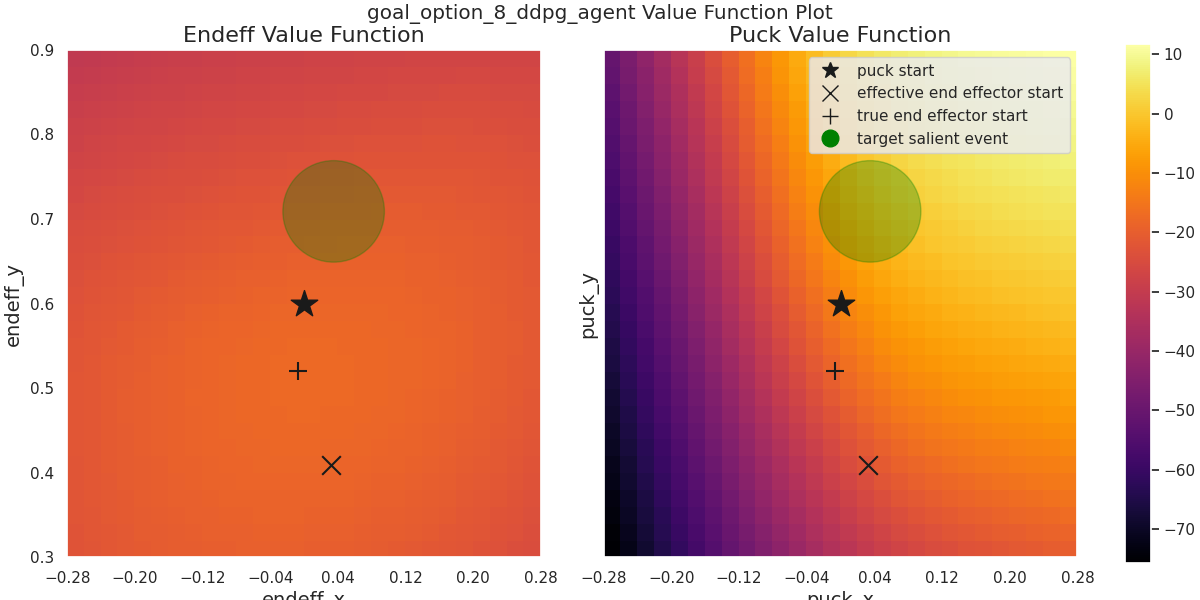 goal_option_8_ddpg_agent Value Function Plot
Endeff Value Function
Puck Value Function
puck start
effective end effector start
true end effector start
target salient event
endeff_y
0.9
0.8
0.7
0.6
0.5
0.4
0.3
−0.28 −0.20 −0.12 −0.04 0.04 0.12 0.20 0.28
endeff_x
puck_y
−0.28 −0.20 −0.12 −0.04 0.04 0.12 0.20 0.28
puck_x
10
0
−10
−20
−30
−40
−50
−60
−70